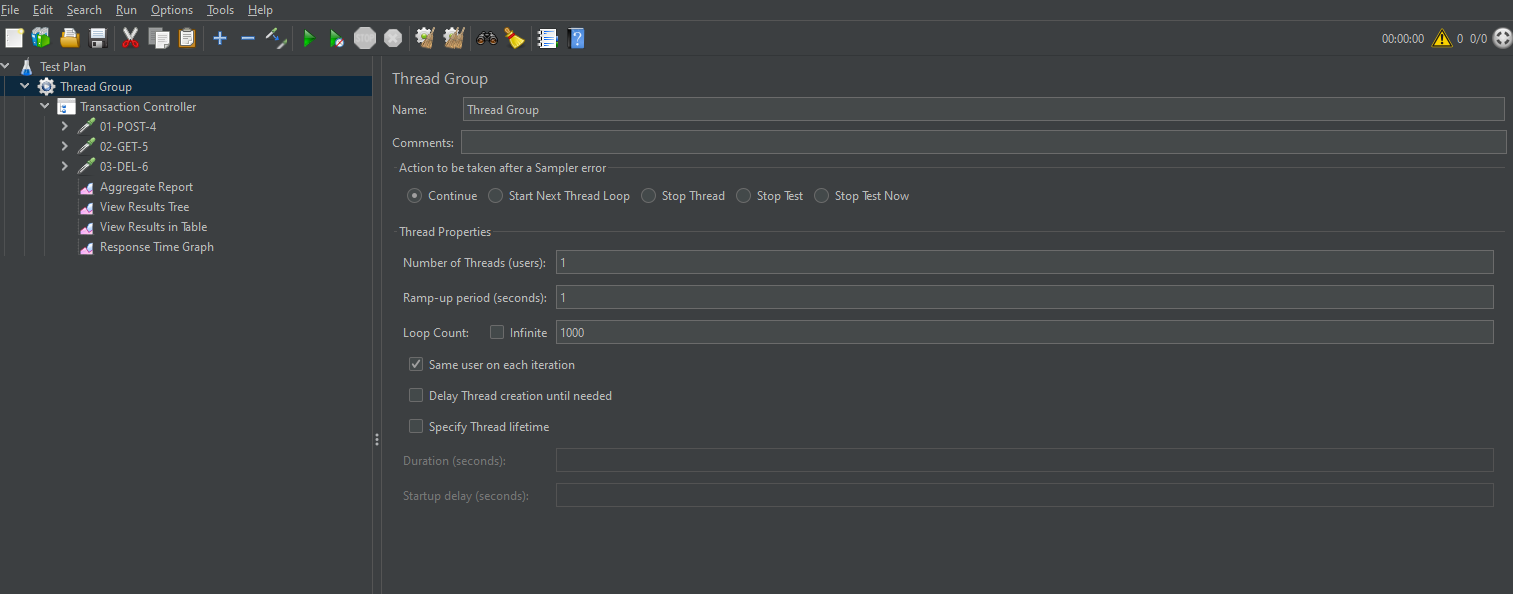 File Edit Search Run Options Tools Help
00:00:00 0 0/0
Test Plan
Thread Group
Transaction Controller
01-POST-4
02-GET-5
03-DEL-6
Aggregate Report
View Results Tree
View Results in Table
Response Time Graph
Thread Group
Name: Thread Group
Comments:
Action to be taken after a Sampler error
Continue Start Next Thread Loop Stop Thread Stop Test Stop Test Now
Thread Properties
Number of Threads (users): 1
Ramp-up period (seconds): 1
Loop Count: Infinite 1000
Same user on each iteration
Delay Thread creation until needed
Specify Thread lifetime
Duration (seconds):
Startup delay (seconds):